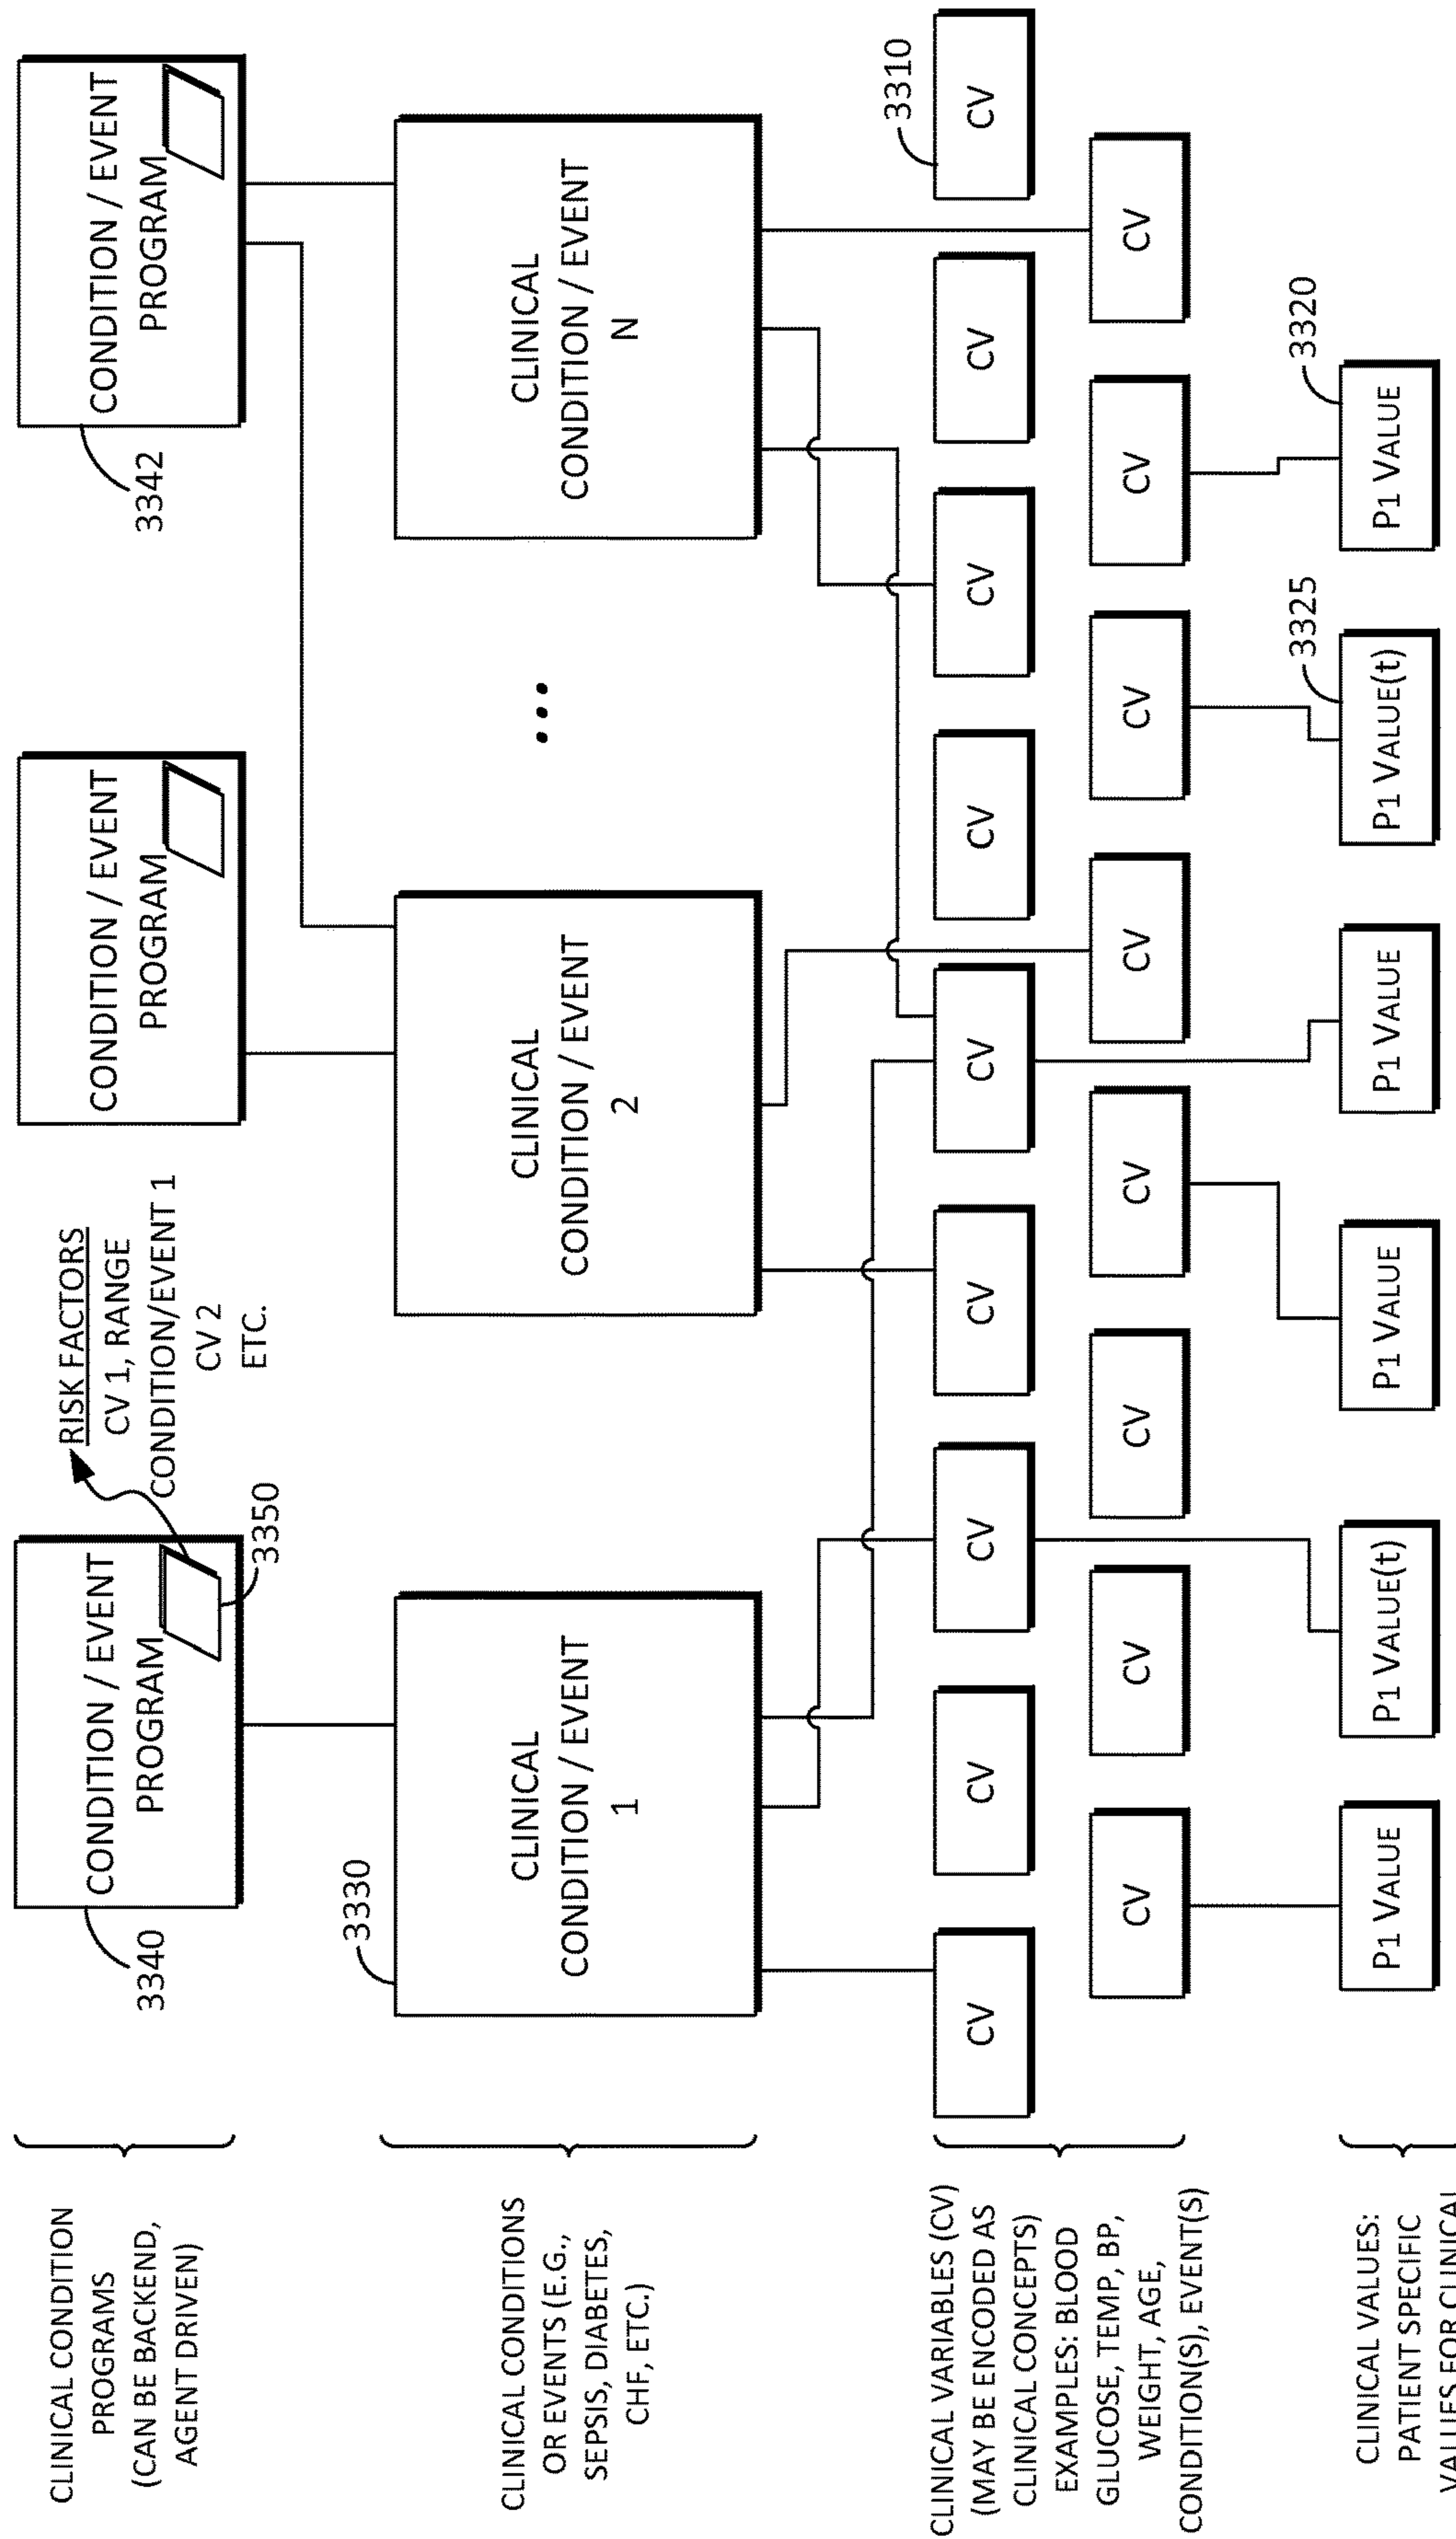 CLINICAL CONDITION
PROGRAMS
(CAN BE BACKEND,
AGENT DRIVEN)
3340
CONDITION / EVENT
PROGRAM
3350
RISK FACTORS
CV 1, RANGE
CONDITION/EVENT 1
CV 2
ETC.
CONDITION / EVENT
PROGRAM
3342
CONDITION / EVENT
PROGRAM
CLINICAL CONDITIONS
OR EVENTS (E.G.,
SEPSIS, DIABETES,
CHF, ETC.)
3330
CLINICAL
CONDITION / EVENT
1
CLINICAL
CONDITION / EVENT
2
...
CLINICAL
CONDITION / EVENT
N
CLINICAL VARIABLES (CV)
(MAY BE ENCODED AS
CLINICAL CONCEPTS)
EXAMPLES: BLOOD
GLUCOSE, TEMP, BP,
WEIGHT, AGE,
CONDITION(S), EVENT(S)
CV
CV
CV
CV
CV
CV
CV
CV
3310
CV
CV
CV
CV
CV
CV
CV
CV
CV
CLINICAL VALUES:
PATIENT SPECIFIC
VALUES FOR CLINICAL
P1 VALUE
P1 VALUE(t)
P1 VALUE
P1 VALUE
P1 VALUE(t)
3325
P1 VALUE
3320